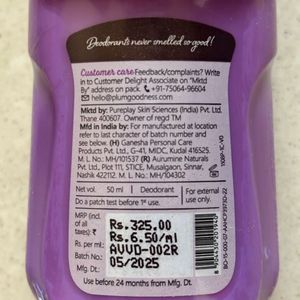 Deodorants never smelled so good!
Customer care Feedback/complaints? Write
in to Customer Delight Associate on "Mktd
By" address on pack. +91-75064-96604
hello@plumgoodness.com
Mktd by: Pureplay Skin Sciences (India) Pvt. Ltd.
Thane 400607. Owner of regd TM
Mfd in India by: For manufactured at location
refer to last character of batch number and
see below. (H) Ganesha Personal Care
Products Pvt. Ltd., G-41, MIDC, Kudal 416525.
M. L. No.: MH/101537 (R) Aurumine Naturals
Pvt. Ltd., Plot 111, STICE, Musalgaon, Sinnar,
Nashik 422112. M. L. No.: MH/104302
Net vol. 50 ml Deodorant For external
use only.
Do a patch test before 1st use.
MRP (incl.
of all
taxes): ₹
Rs. per ml:
Batch No.:
Mfg. Dt.:
Rs.325.00
Rs.6.50/ml
AVVD-002R
05/2025
Use before 24 months from Mfg. Dt.